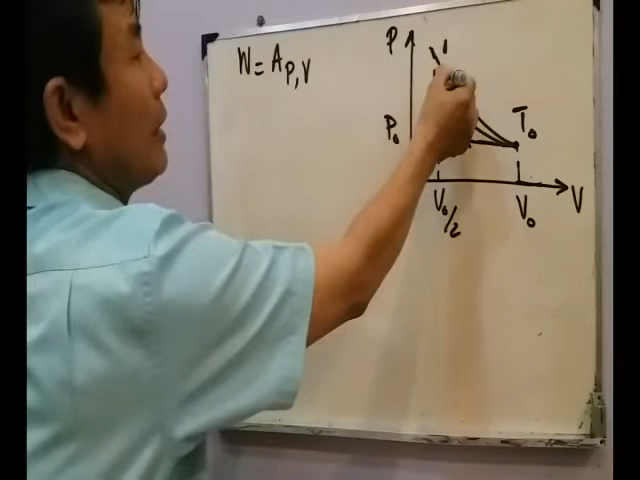 W = A_{P,V}
P
P₀
T₀
V₀/2
V₀
V